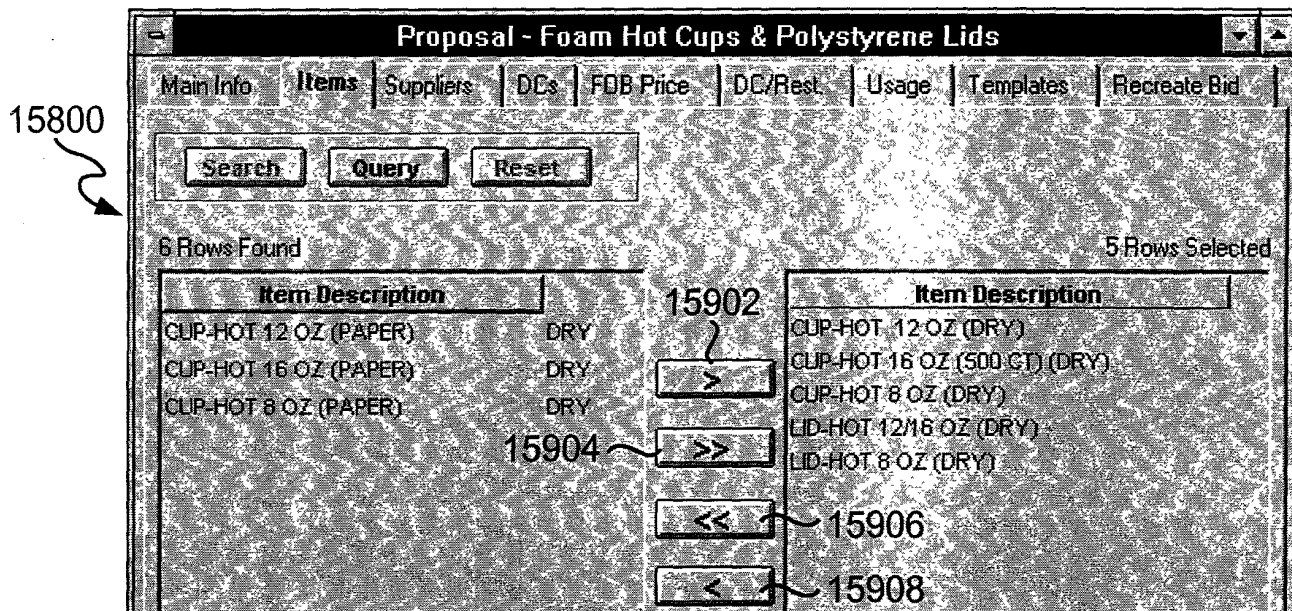 Proposal - Foam Hot Cups & Polystyrene Lids
Main Info Items Suppliers DCs FOB Price DC/Rest. Usage Templates Recreate Bid
15800
Search Query Reset
6 Rows Found 5 Rows Selected
Item Description 15902 Item Description
CUP-HOT 12 OZ (PAPER) DRY CUP-HOT 12 OZ (DRY)
CUP-HOT 16 OZ (PAPER) DRY > CUP-HOT 16 OZ (500 CT) (DRY)
CUP-HOT 8 OZ (PAPER) DRY CUP-HOT 8 OZ (DRY)
LID-HOT 12/16 OZ (DRY)
15904 >> LID-HOT 8 OZ (DRY)
<< 15906
< 15908